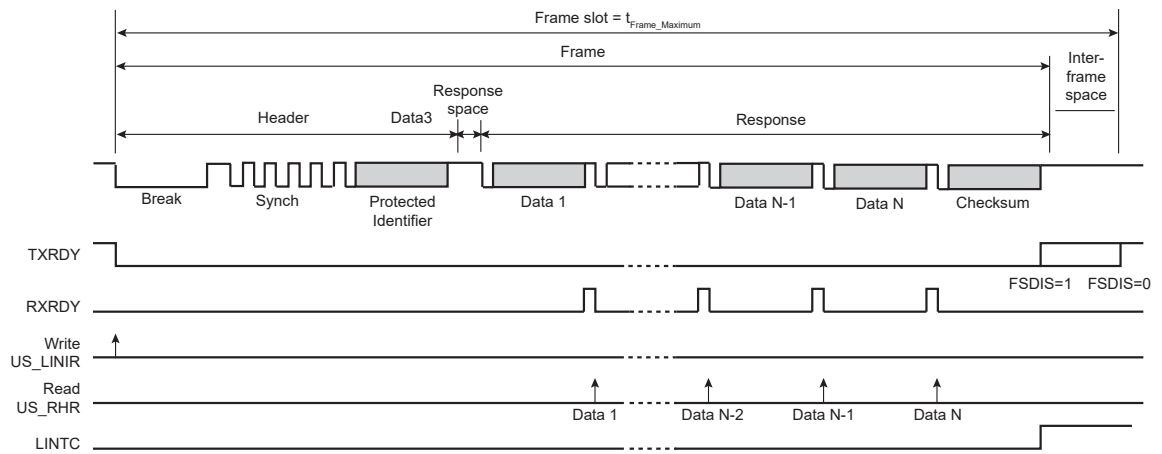 Frame slot = tFrame_Maximum
Frame
Inter-
frame
space
Response
space
Header
Data3
Response
Break
Synch
Protected
Identifier
Data 1
Data N-1
Data N
Checksum
TXRDY
FSDIS=1
FSDIS=0
RXRDY
Write
US_LINIR
Read
US_RHR
Data 1
Data N-2
Data N-1
Data N
LINTC